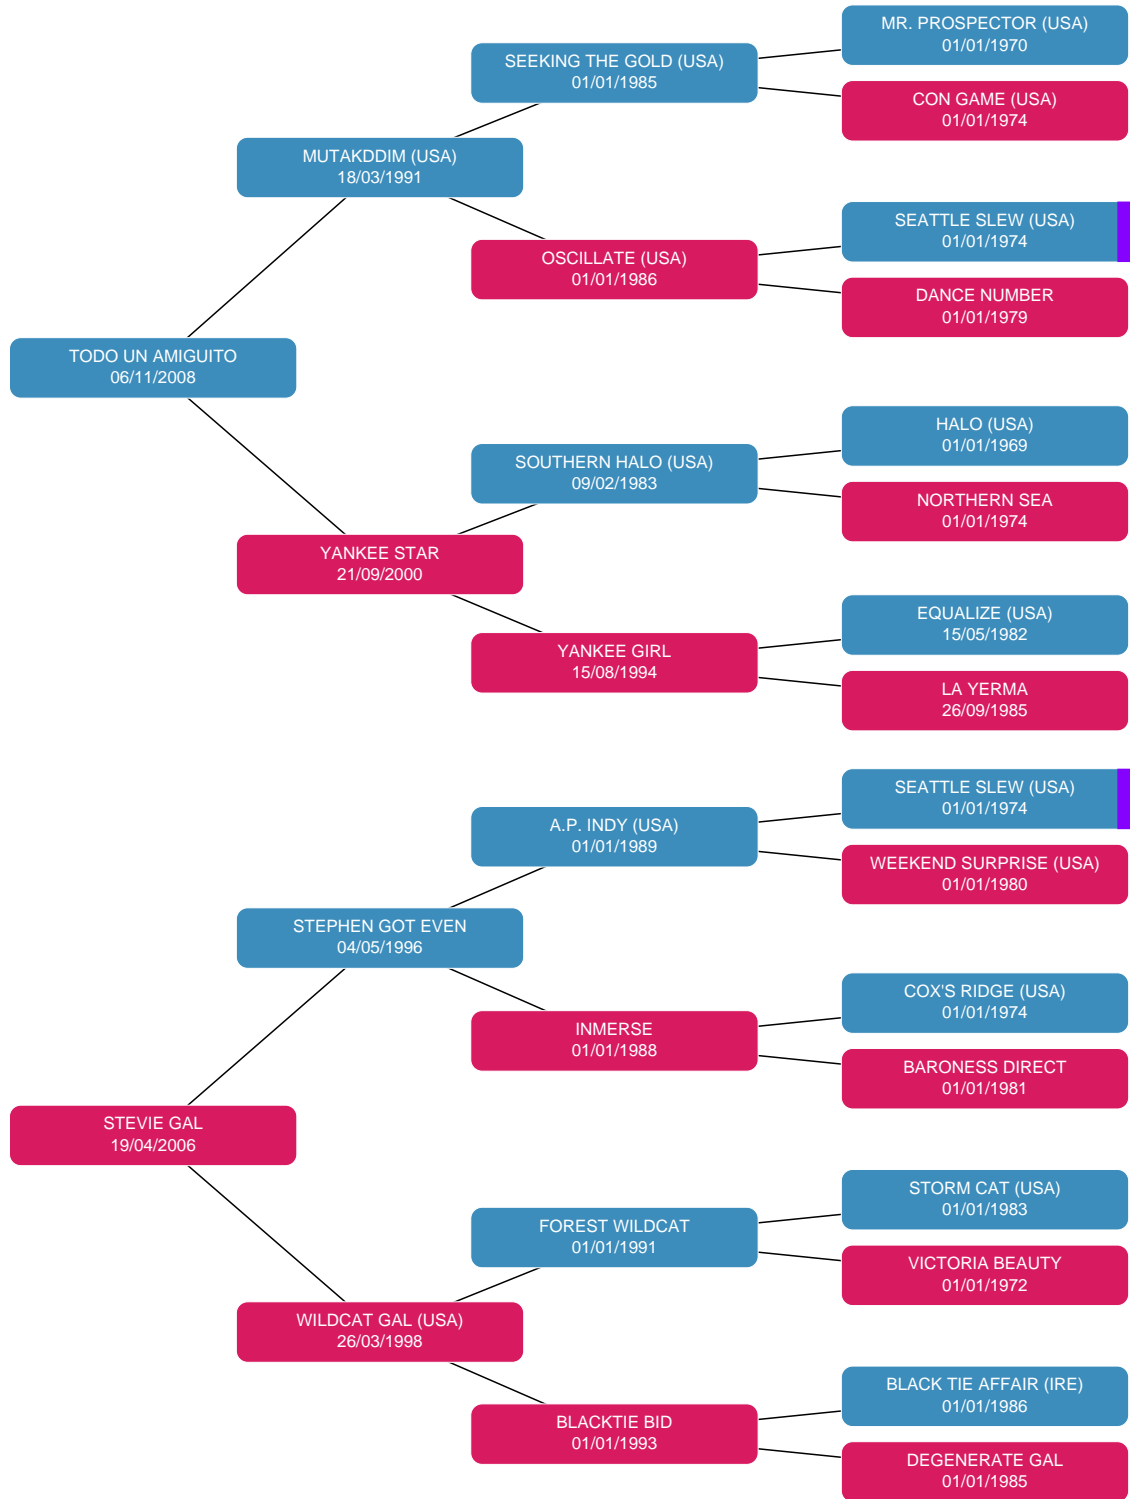 MR. PROSPECTOR (USA)
01/01/1970
SEEKING THE GOLD (USA)
01/01/1985
CON GAME (USA)
01/01/1974
MUTAKDDIM (USA)
18/03/1991
SEATTLE SLEW (USA)
01/01/1974
OSCILLATE (USA)
01/01/1986
DANCE NUMBER
01/01/1979
TODO UN AMIGUITO
06/11/2008
HALO (USA)
01/01/1969
SOUTHERN HALO (USA)
09/02/1983
NORTHERN SEA
01/01/1974
YANKEE STAR
21/09/2000
EQUALIZE (USA)
15/05/1982
YANKEE GIRL
15/08/1994
LA YERMA
26/09/1985
SEATTLE SLEW (USA)
01/01/1974
A.P. INDY (USA)
01/01/1989
WEEKEND SURPRISE (USA)
01/01/1980
STEPHEN GOT EVEN
04/05/1996
COX'S RIDGE (USA)
01/01/1974
INMERSE
01/01/1988
BARONESS DIRECT
01/01/1981
STEVIE GAL
19/04/2006
STORM CAT (USA)
01/01/1983
FOREST WILDCAT
01/01/1991
VICTORIA BEAUTY
01/01/1972
WILDCAT GAL (USA)
26/03/1998
BLACK TIE AFFAIR (IRE)
01/01/1986
BLACKTIE BID
01/01/1993
DEGENERATE GAL
01/01/1985